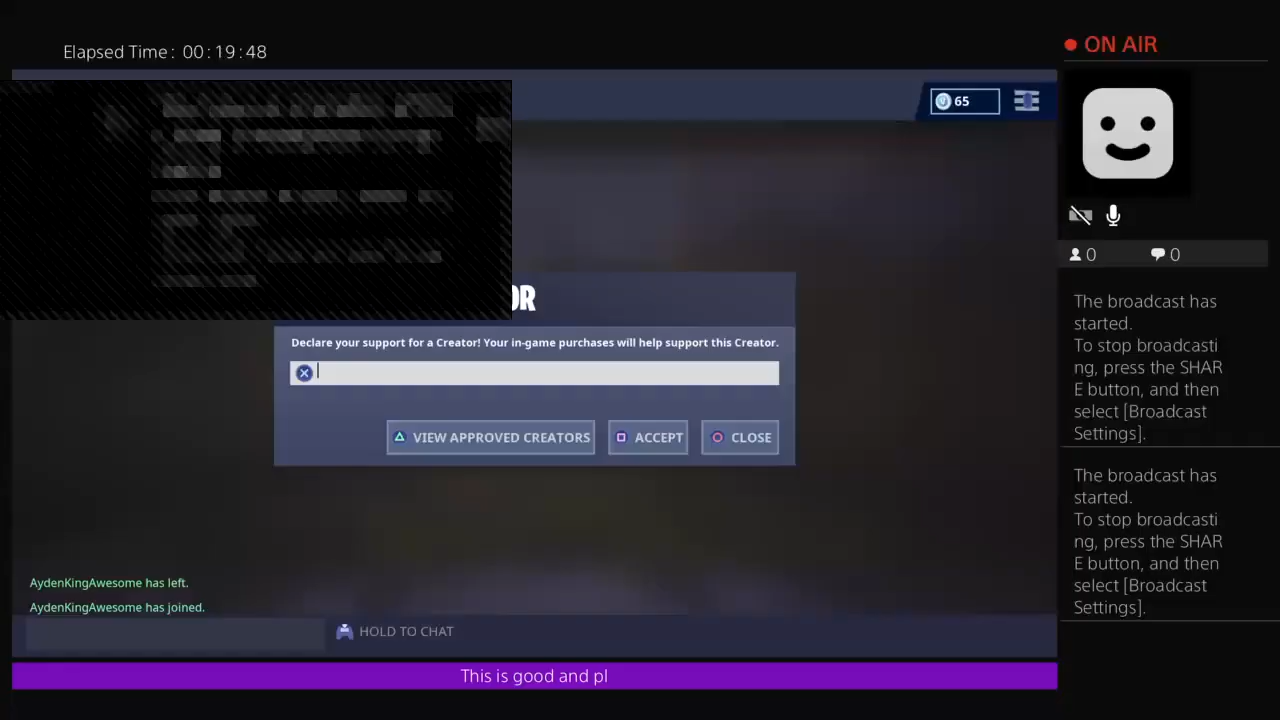 Elapsed Time: 00:19:48
ON AIR
65
0 0
The broadcast has
started.
To stop broadcasti
ng, press the SHAR
E button, and then
select [Broadcast
Settings].
OR
Declare your support for a Creator! Your in-game purchases will help support this Creator.
VIEW APPROVED CREATORS ACCEPT CLOSE
The broadcast has
started.
To stop broadcasti
ng, press the SHAR
E button, and then
select [Broadcast
Settings].
AydenKingAwesome has left.
AydenKingAwesome has joined.
HOLD TO CHAT
This is good and pl